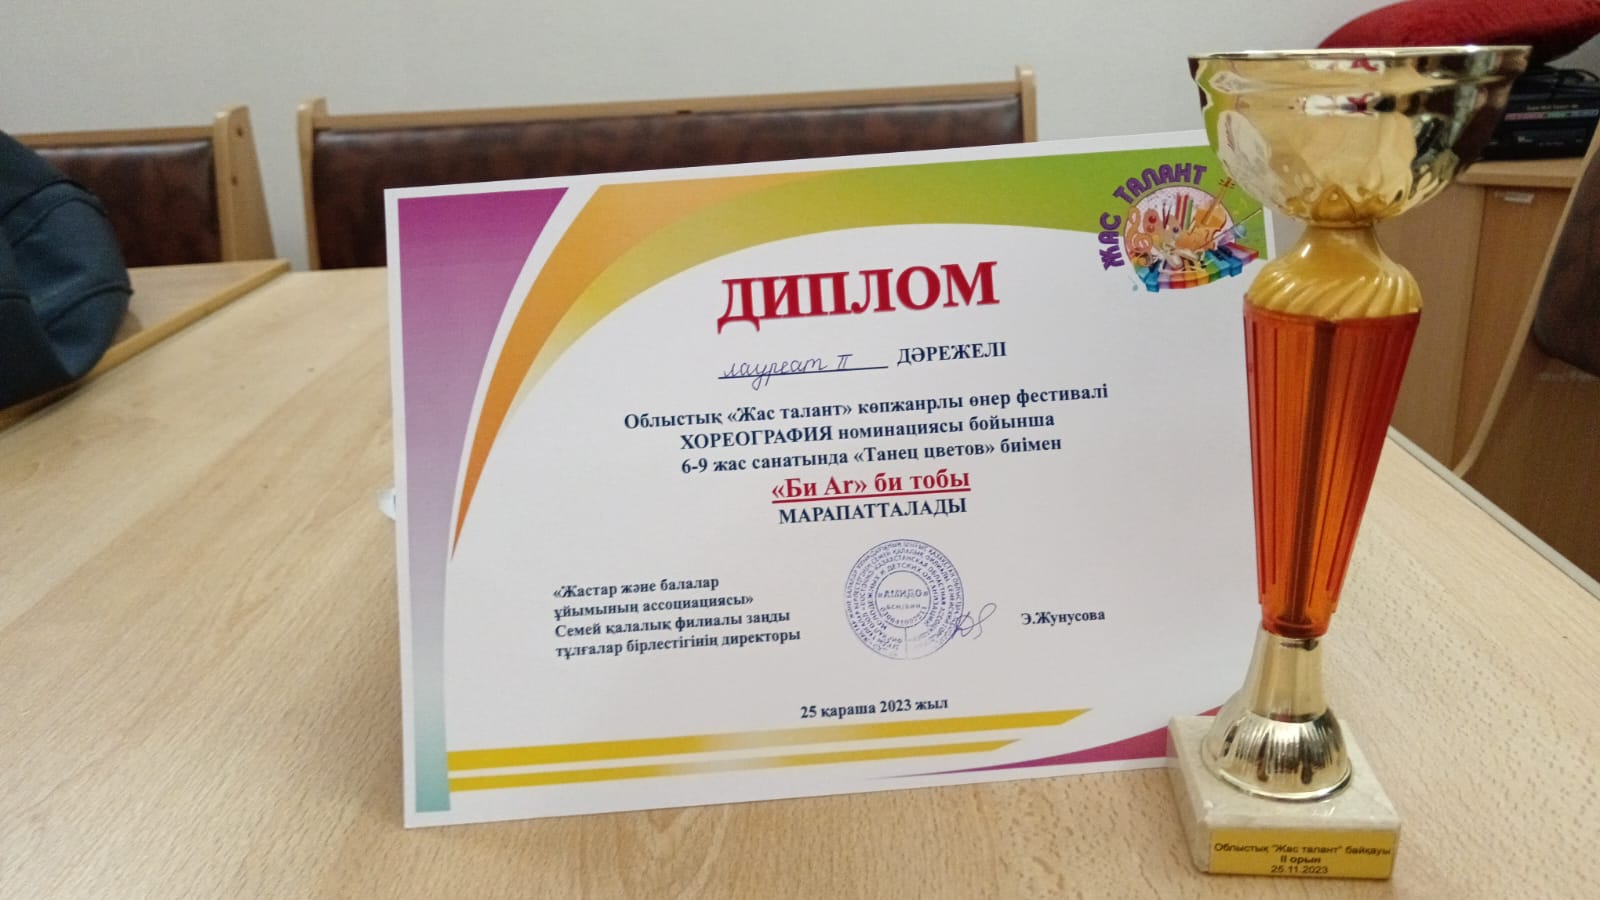 ЖАС ТАЛАНТ
ДИПЛОМ
лауреат II ДӘРЕЖЕЛІ
Облыстық «Жас талант» көпжанрлы өнер фестивалі
ХОРЕОГРАФИЯ номинациясы бойынша
6-9 жас санатында «Танец цветов» биімен
«Би Ar» би тобы
МАРАПАТТАЛАДЫ
«Жастар және балалар
ұйымының ассоциациясы»
Семей қалалық филиалы заңды
тұлғалар бірлестігінің директоры
«АМИДО»
Э.Жунусова
25 қараша 2023 жыл
Облыстық "Жас талант" байқауы
II орын
25.11.2023